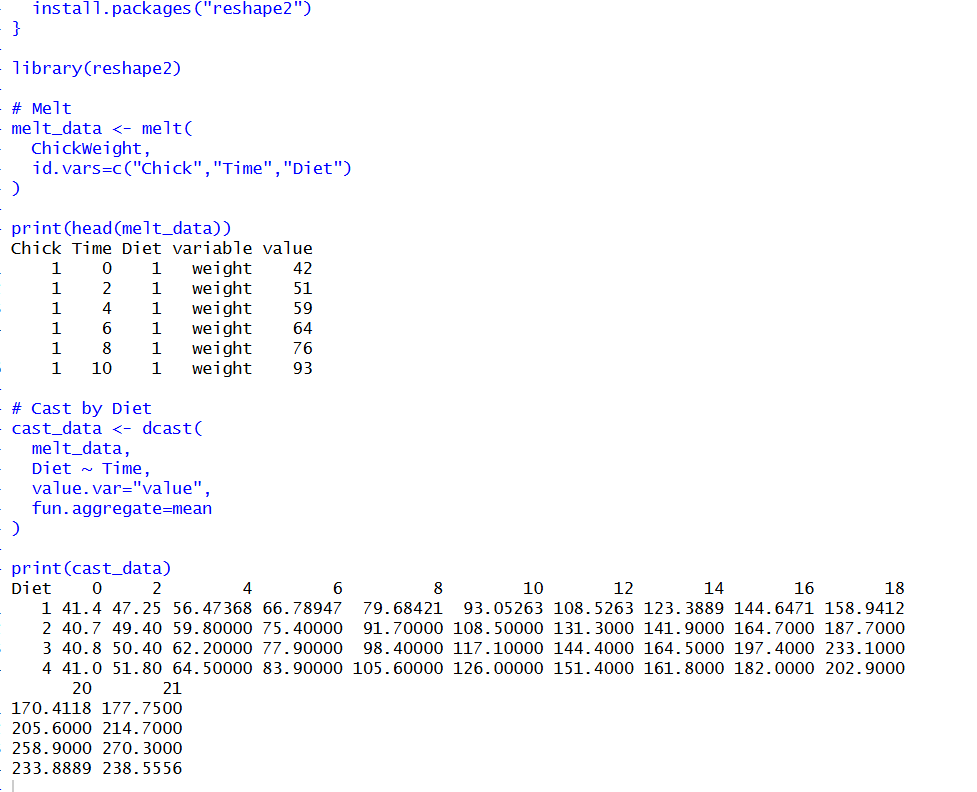 install.packages("reshape2")
}
library(reshape2)
# Melt
melt_data <- melt(
  ChickWeight,
  id.vars=c("Chick","Time","Diet")
)
print(head(melt_data))
Chick Time Diet variable value
    1    0    1   weight    42
    1    2    1   weight    51
    1    4    1   weight    59
    1    6    1   weight    64
    1    8    1   weight    76
    1   10    1   weight    93
# Cast by Diet
cast_data <- dcast(
  melt_data,
  Diet ~ Time,
  value.var="value",
  fun.aggregate=mean
)
print(cast_data)
Diet    0     2        4        6         8        10       12       14       16       18
   1 41.4 47.25 56.47368 66.78947  79.68421  93.05263 108.5263 123.3889 144.6471 158.9412
   2 40.7 49.40 59.80000 75.40000  91.70000 108.50000 131.3000 141.9000 164.7000 187.7000
   3 40.8 50.40 62.20000 77.90000  98.40000 117.10000 144.4000 164.5000 197.4000 233.1000
   4 41.0 51.80 64.50000 83.90000 105.60000 126.00000 151.4000 161.8000 182.0000 202.9000
      20       21
170.4118 177.7500
205.6000 214.7000
258.9000 270.3000
233.8889 238.5556